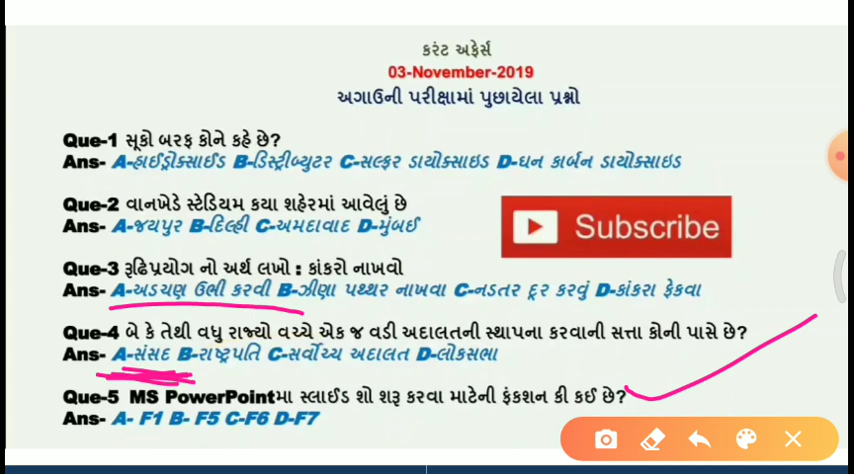 કરંટ અફેર્સ
03-November-2019
અગાઉની પરીક્ષામાં પુછાયેલા પ્રશ્નો
Que-1 સૂકો બરફ કોને કહે છે?
Ans- A-હાઈડ્રોક્સાઈડ B-ડિસ્ટ્રીબ્યુટર C-સલ્ફર ડાયોક્સાઇડ D-ઘન કાર્બન ડાયોક્સાઇડ
Que-2 વાનખેડે સ્ટેડિયમ કયા શહેરમાં આવેલું છે
Ans- A-જયપુર B-દિલ્હી C-અમદાવાદ D-મુંબઈ
Subscribe
Que-3 રૂઢિપ્રયોગ નો અર્થ લખો : કાંકરો નાખવો
Ans- A-અડચણ ઉભી કરવી B-ઝીણા પથ્થર નાખવા C-નડતર દૂર કરવું D-કાંકરા ફેકવા
Que-4 બે કે તેથી વધુ રાજ્યો વચ્ચે એક જ વડી અદાલતની સ્થાપના કરવાની સત્તા કોની પાસે છે?
Ans- A-સંસદ B-રાષ્ટ્રપતિ C-સર્વોચ્ચ અદાલત D-લોકસભા
Que-5 MS PowerPointમા સ્લાઈડ શો શરૂ કરવા માટેની ફંકશન કી કઈ છે?
Ans- A- F1 B- F5 C-F6 D-F7